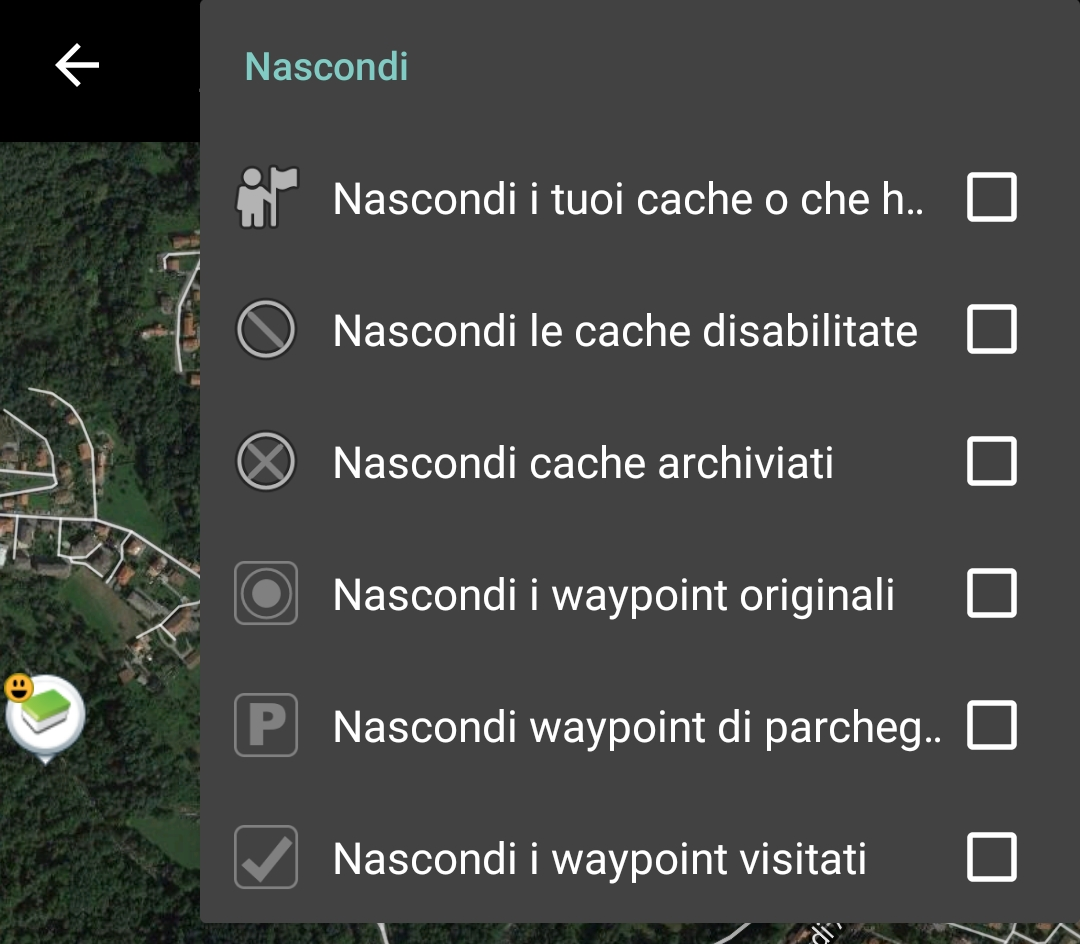 Nascondi
Nascondi i tuoi cache o che h..
Nascondi le cache disabilitate
Nascondi cache archiviati
Nascondi i waypoint originali
P
Nascondi waypoint di parcheg..
Nascondi i waypoint visitati